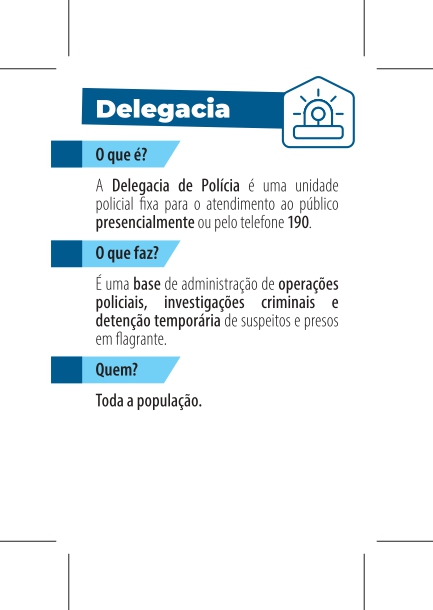 Delegacia
O que é?
A Delegacia de Polícia é uma unidade
policial fixa para o atendimento ao público
presencialmente ou pelo telefone 190.
O que faz?
É uma base de administração de operações
policiais, investigações criminais e
detenção temporária de suspeitos e presos
em flagrante.
Quem?
Toda a população.